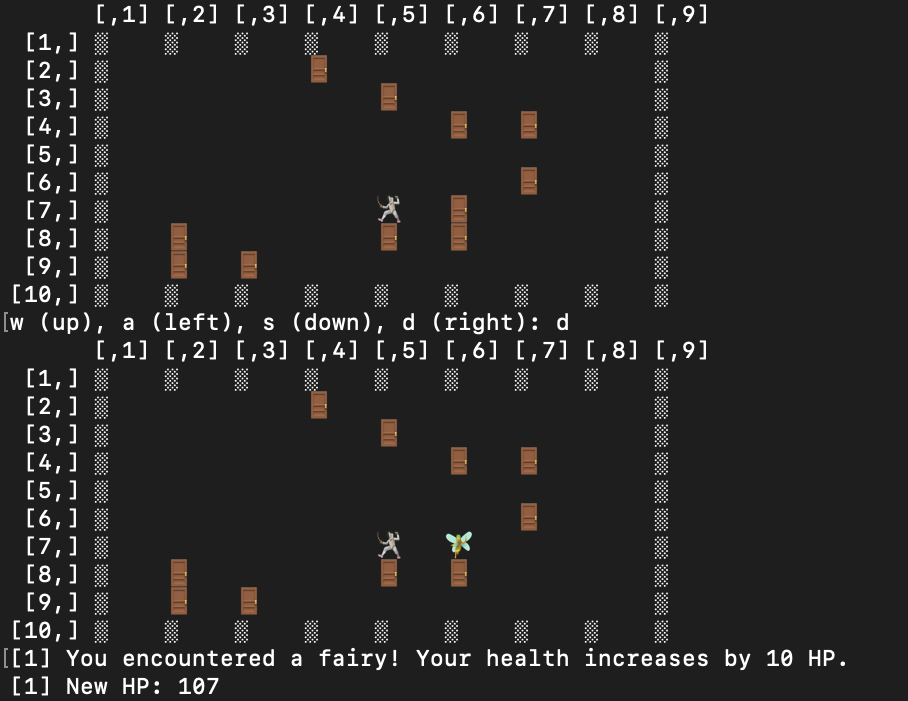 [,1] [,2] [,3] [,4] [,5] [,6] [,7] [,8] [,9]
[1,] ▒ ▒ ▒ ▒ ▒ ▒ ▒ ▒ ▒
[2,] ▒ 🚪 ▒
[3,] ▒ 🚪 ▒
[4,] ▒ 🚪 🚪 ▒
[5,] ▒ ▒
[6,] ▒ 🚪 ▒
[7,] ▒ 🤺 🚪 ▒
[8,] ▒ 🚪 🚪 🚪 ▒
[9,] ▒ 🚪 🚪 ▒
[10,] ▒ ▒ ▒ ▒ ▒ ▒ ▒ ▒ ▒
[w (up), a (left), s (down), d (right): d
[,1] [,2] [,3] [,4] [,5] [,6] [,7] [,8] [,9]
[1,] ▒ ▒ ▒ ▒ ▒ ▒ ▒ ▒ ▒
[2,] ▒ 🚪 ▒
[3,] ▒ 🚪 ▒
[4,] ▒ 🚪 🚪 ▒
[5,] ▒ ▒
[6,] ▒ 🚪 ▒
[7,] ▒ 🤺 🧚 ▒
[8,] ▒ 🚪 🚪 🚪 ▒
[9,] ▒ 🚪 🚪 ▒
[10,] ▒ ▒ ▒ ▒ ▒ ▒ ▒ ▒ ▒
[[1] You encountered a fairy! Your health increases by 10 HP.
[1] New HP: 107